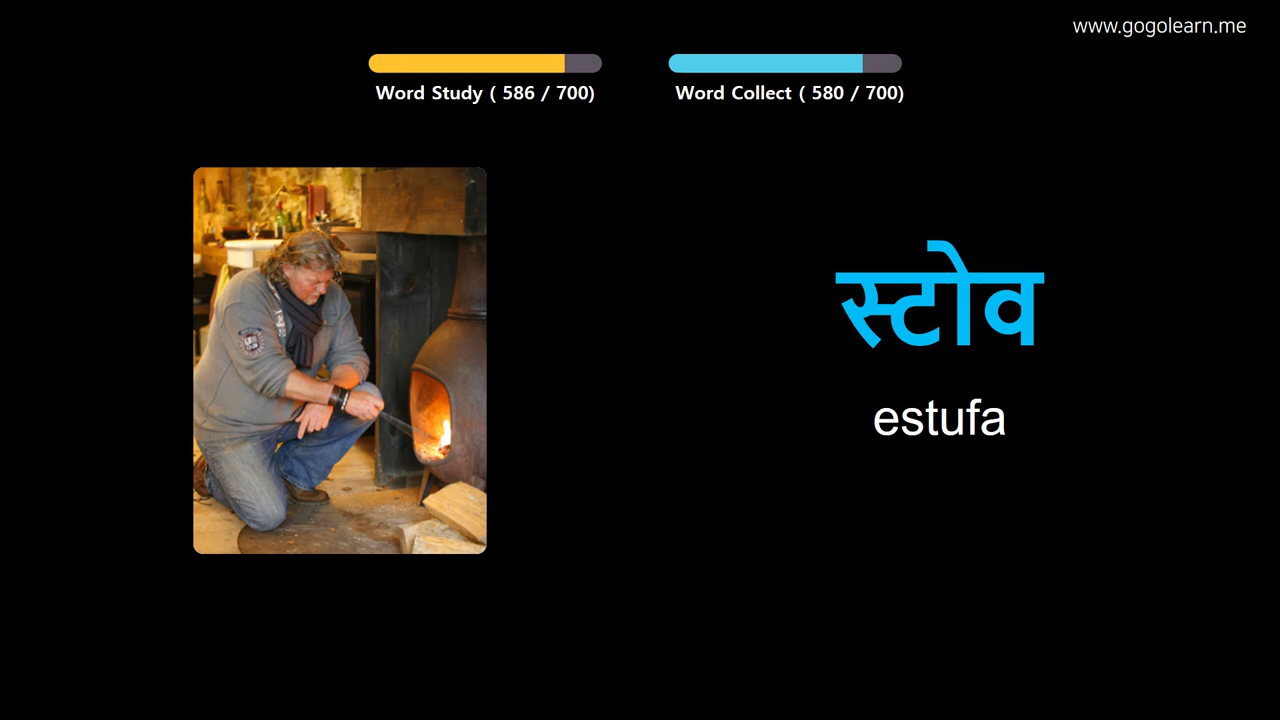 www.gogolearn.me
Word Study ( 586 / 700)
Word Collect ( 580 / 700)
स्टोव
estufa